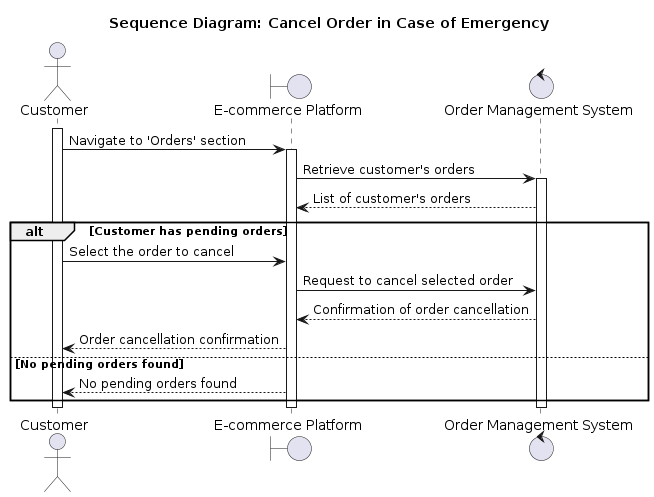 Sequence Diagram: Cancel Order in Case of Emergency
Customer
E-commerce Platform
Order Management System
Navigate to 'Orders' section
Retrieve customer's orders
List of customer's orders
alt
[Customer has pending orders]
Select the order to cancel
Request to cancel selected order
Confirmation of order cancellation
Order cancellation confirmation
[No pending orders found]
No pending orders found
Customer
E-commerce Platform
Order Management System